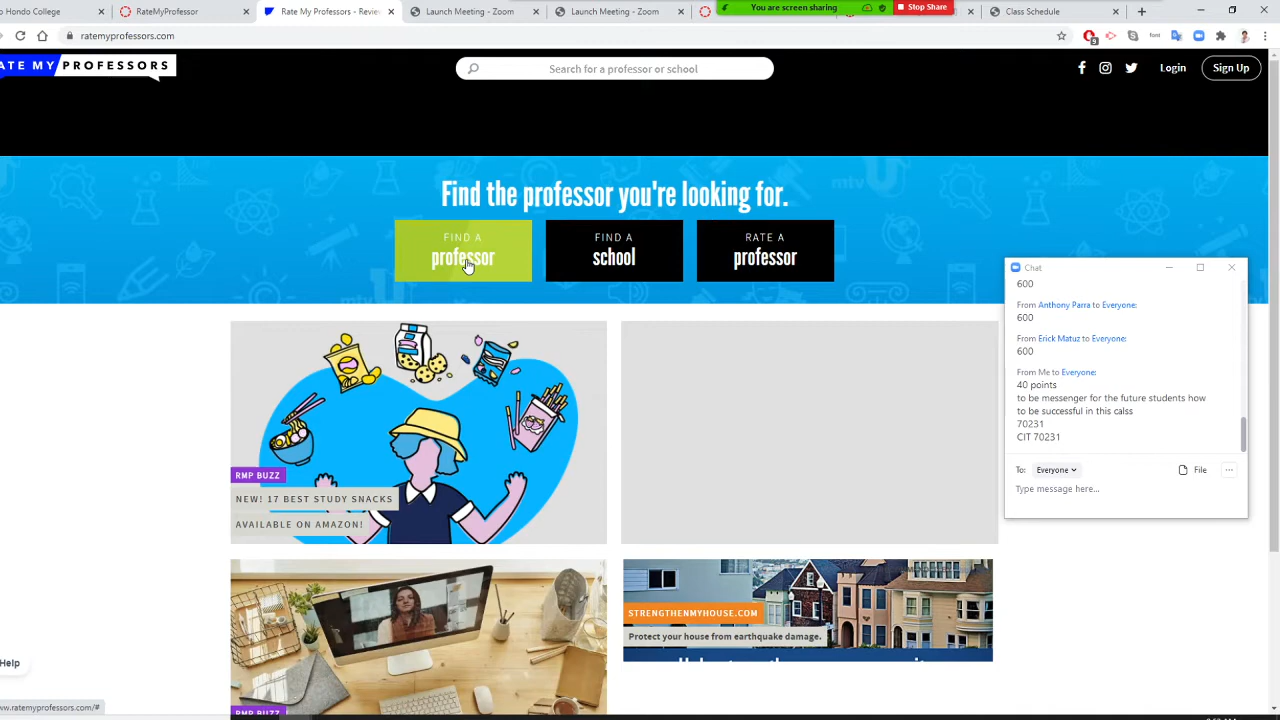 o Hondo College
RateMyProfessor
Rate My Professors - Review
Launch Meeting - Zoom
Launch Meeting - Zoom
You are screen sharing
Stop Share
Class Schedule
ratemyprofessors.com
ATE MY PROFESSORS
Search for a professor or school
Login
Sign Up
Find the professor you're looking for.
FIND A
professor
FIND A
school
RATE A
professor
Chat
600
From Anthony Parra to Everyone:
600
From Erick Matuz to Everyone:
600
From Me to Everyone:
40 points
to be messenger for the future students how
to be successful in this calss
70231
CIT 70231
To: Everyone
File
Type message here...
RMP BUZZ
NEW! 17 BEST STUDY SNACKS
AVAILABLE ON AMAZON!
STRENGTHENMYHOUSE.COM
Protect your house from earthquake damage.
Help
ww.ratemyprofessors.com/#
RMP BUZZ